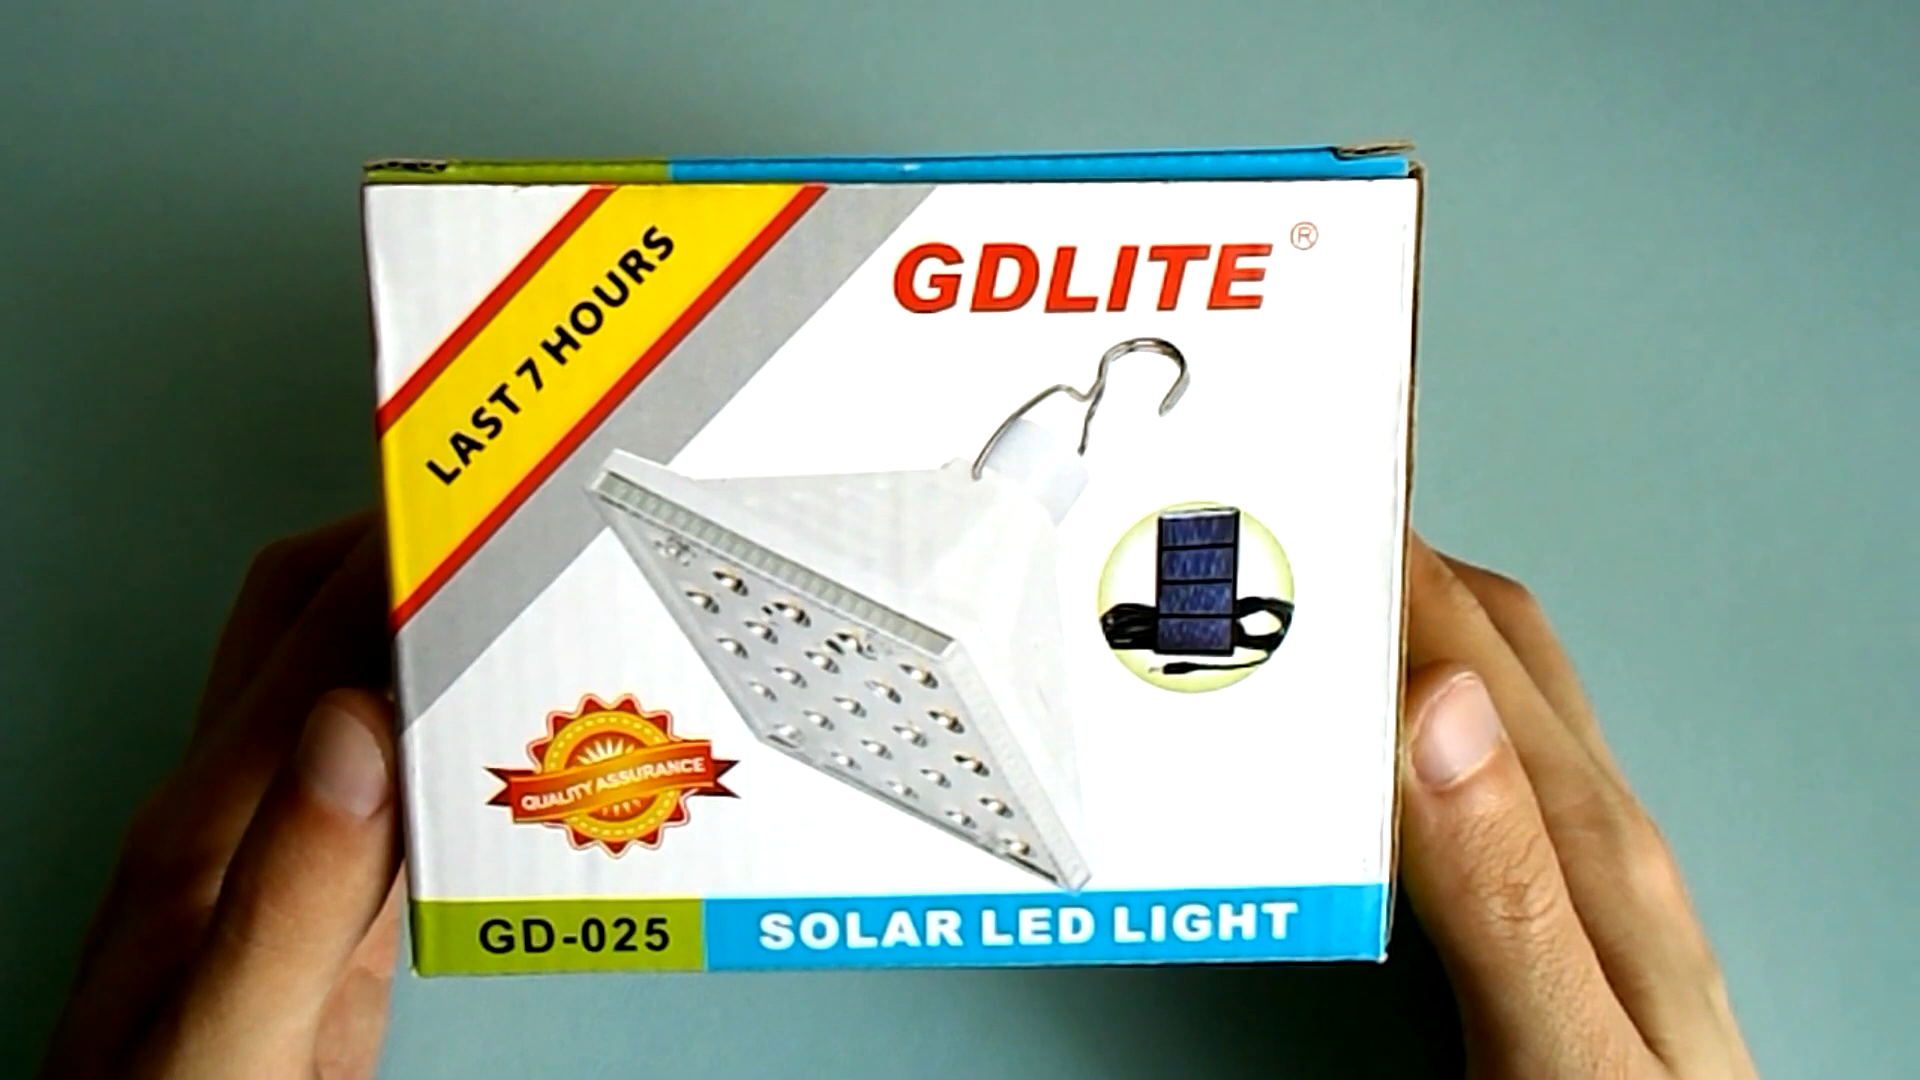 LAST 7 HOURS
GDLITE ®
QUALITY ASSURANCE
GD-025
SOLAR LED LIGHT